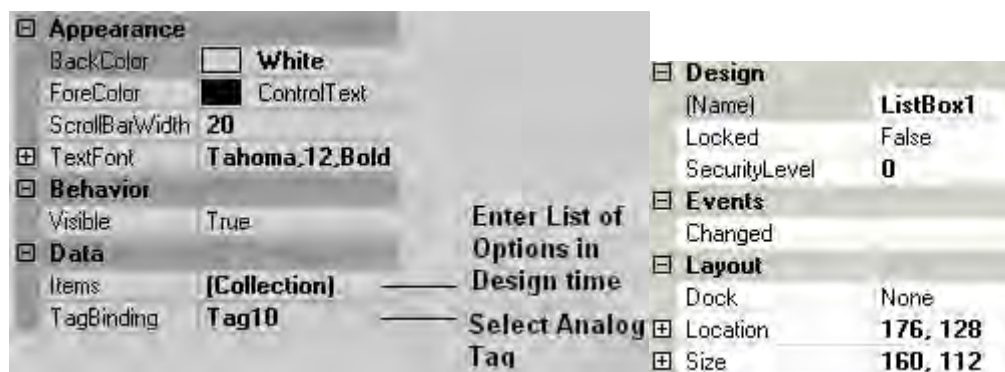 Appearance
BackColor White
ForeColor ControlText
ScrollBarWidth 20
TextFont Tahoma,12,Bold
Behavior
Visible True
Data
Items (Collection)
TagBinding Tag10
Enter List of
Options in
Design time
Select Analog
Tag
Design
(Name) ListBox1
Locked False
SecurityLevel 0
Events
Changed
Layout
Dock None
Location 176, 128
Size 160, 112